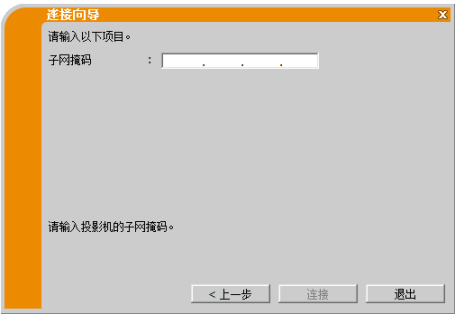 连接向导
请输入以下项目。
子网掩码 : . . .
请输入投影机的子网掩码。
<上一步 连接 退出